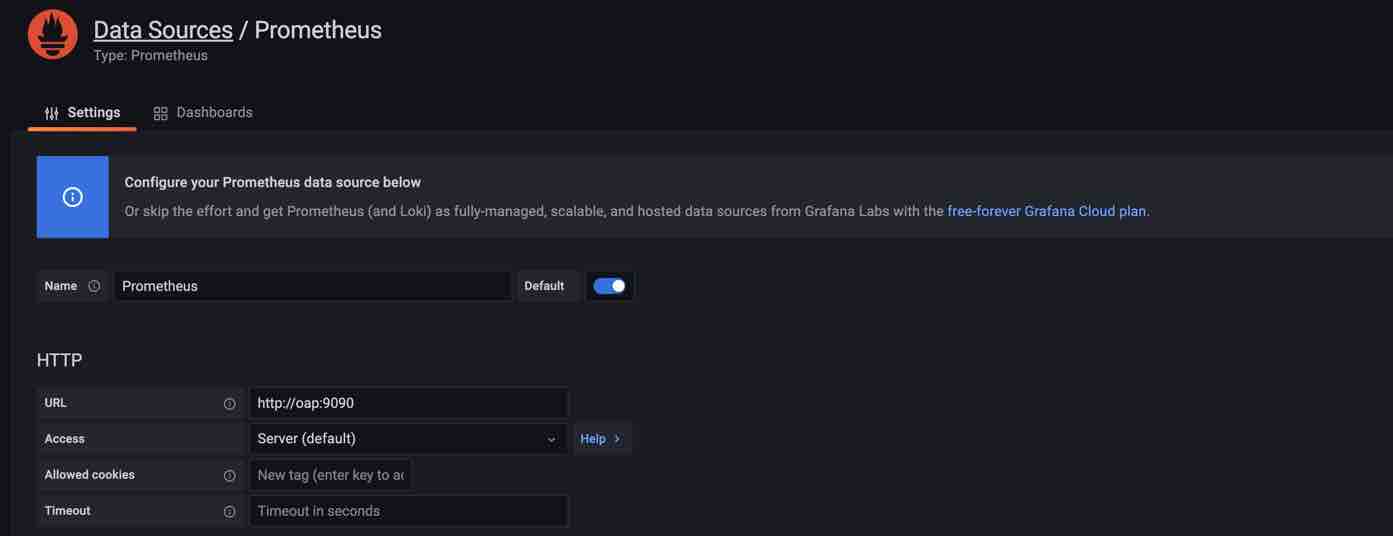 Data Sources / Prometheus
Type: Prometheus
Settings Dashboards
Configure your Prometheus data source below
Or skip the effort and get Prometheus (and Loki) as fully-managed, scalable, and hosted data sources from Grafana Labs with the free-forever Grafana Cloud plan.
Name Prometheus Default
HTTP
URL http://oap:9090
Access Server (default) Help >
Allowed cookies New tag (enter key to ac
Timeout Timeout in seconds